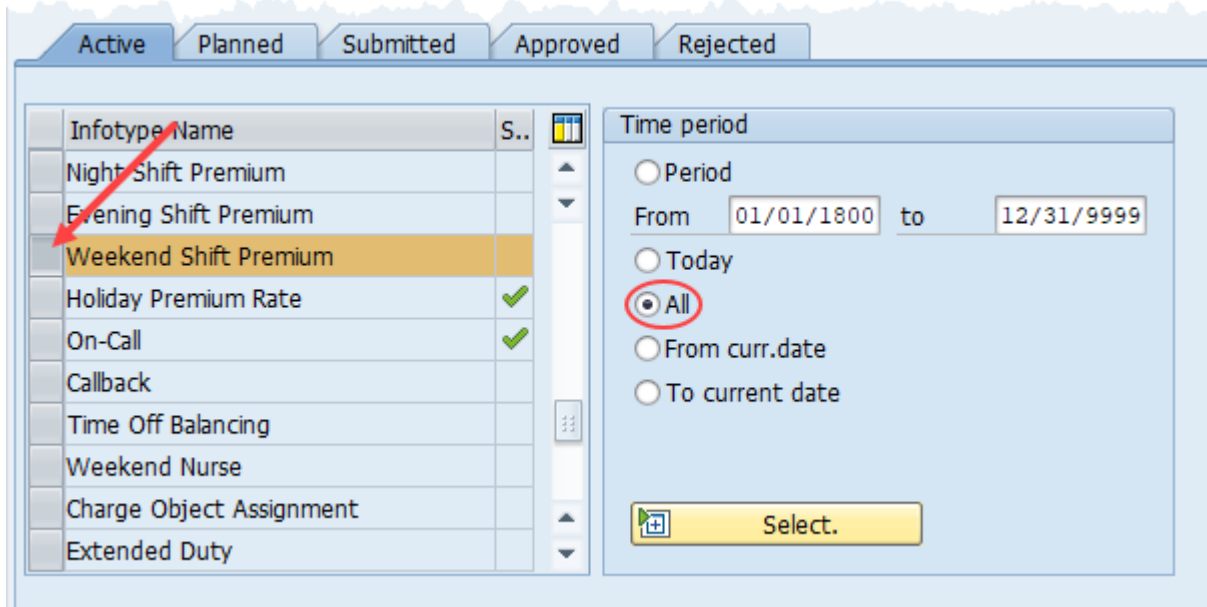 Active Planned Submitted Approved Rejected
Infotype Name S..
Night Shift Premium
Evening Shift Premium
Weekend Shift Premium
Holiday Premium Rate
On-Call
Callback
Time Off Balancing
Weekend Nurse
Charge Object Assignment
Extended Duty
Time period
Period
From 01/01/1800 to 12/31/9999
Today
All
From curr.date
To current date
Select.